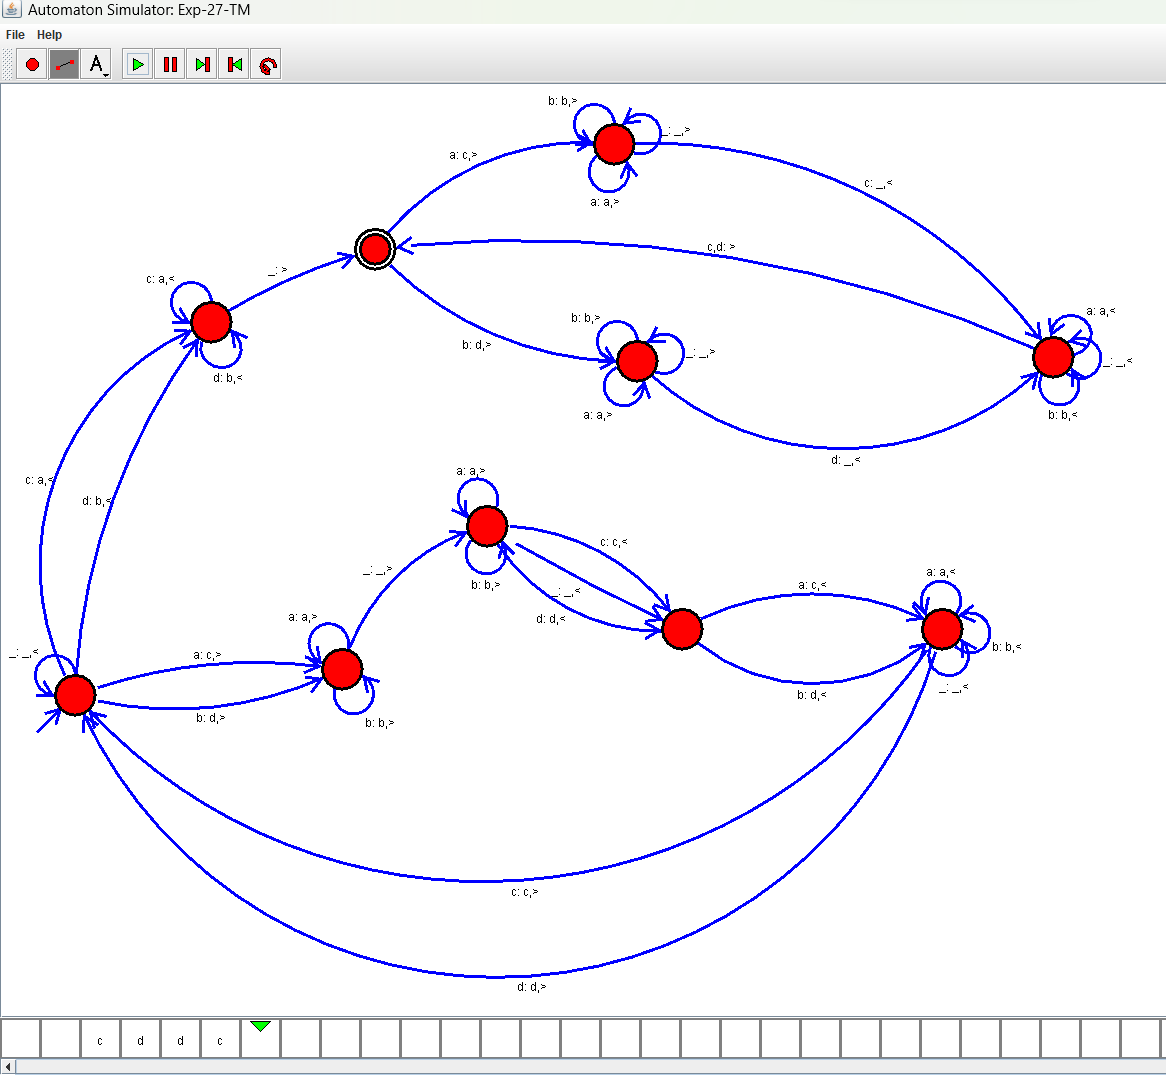 Automaton Simulator: Exp-27-TM
File Help
A
b: b,>
_: _,>
a: c,>
c: _,<
a: a,>
c,d: >
_: >
c: a,<
a: a,<
b: b,>
b: d,>
_: _,>
_: _,<
d: b,<
a: a,>
b: b,<
d: _,<
a: a,>
c: a,<
d: b,<
c: c,<
_: _,>
a: a,<
b: b,>
a: c,<
_: _,<
a: a,>
d: d,<
b: b,<
_: _,<
a: c,>
_: _,<
b: d,<
b: d,>
b: b,>
c: c,>
d: d,>
c d d c